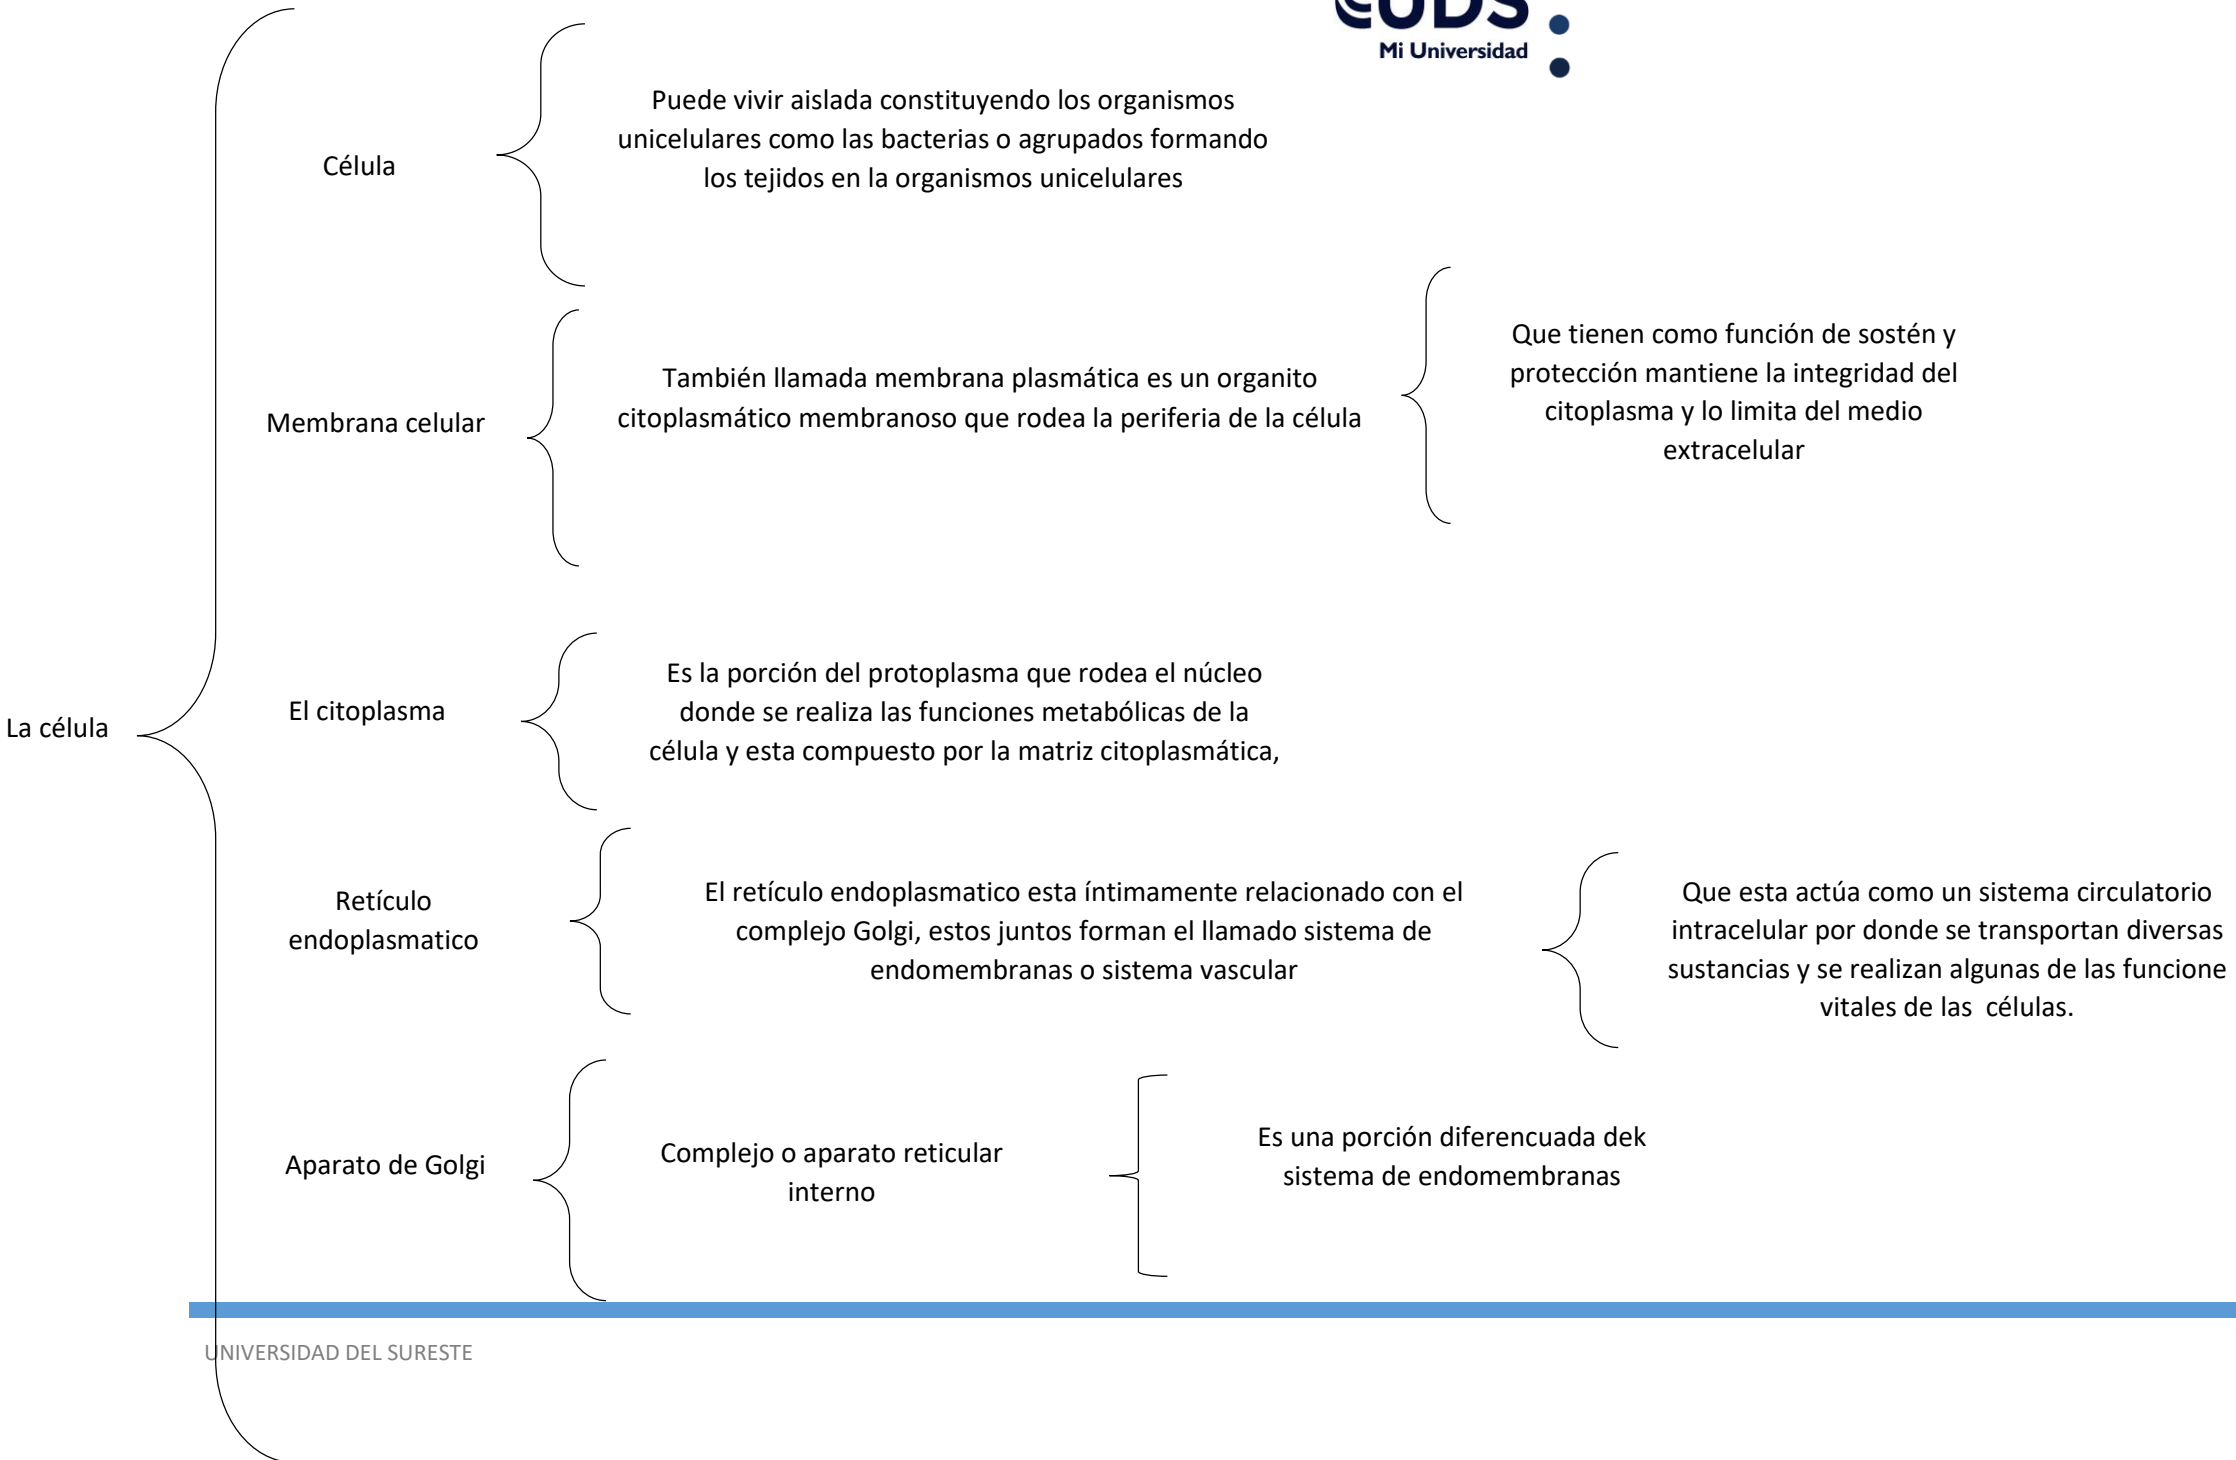 UDS
Mi Universidad
Puede vivir aislada constituyendo los organismos
unicelulares como las bacterias o agrupados formando
los tejidos en la organismos unicelulares
Célula
Que tienen como función de sostén y
protección mantiene la integridad del
citoplasma y lo limita del medio
extracelular
También llamada membrana plasmática es un organito
citoplasmático membranoso que rodea la periferia de la célula
Membrana celular
Es la porción del protoplasma que rodea el núcleo
donde se realiza las funciones metabólicas de la
célula y esta compuesto por la matriz citoplasmática,
El citoplasma
La célula
Retículo
endoplasmatico
El retículo endoplasmatico esta íntimamente relacionado con el
complejo Golgi, estos juntos forman el llamado sistema de
endomembranas o sistema vascular
Que esta actúa como un sistema circulatorio
intracelular por donde se transportan diversas
sustancias y se realizan algunas de las funcione
vitales de las  células.
Aparato de Golgi
Complejo o aparato reticular
interno
Es una porción diferencuada dek
sistema de endomembranas
UNIVERSIDAD DEL SURESTE